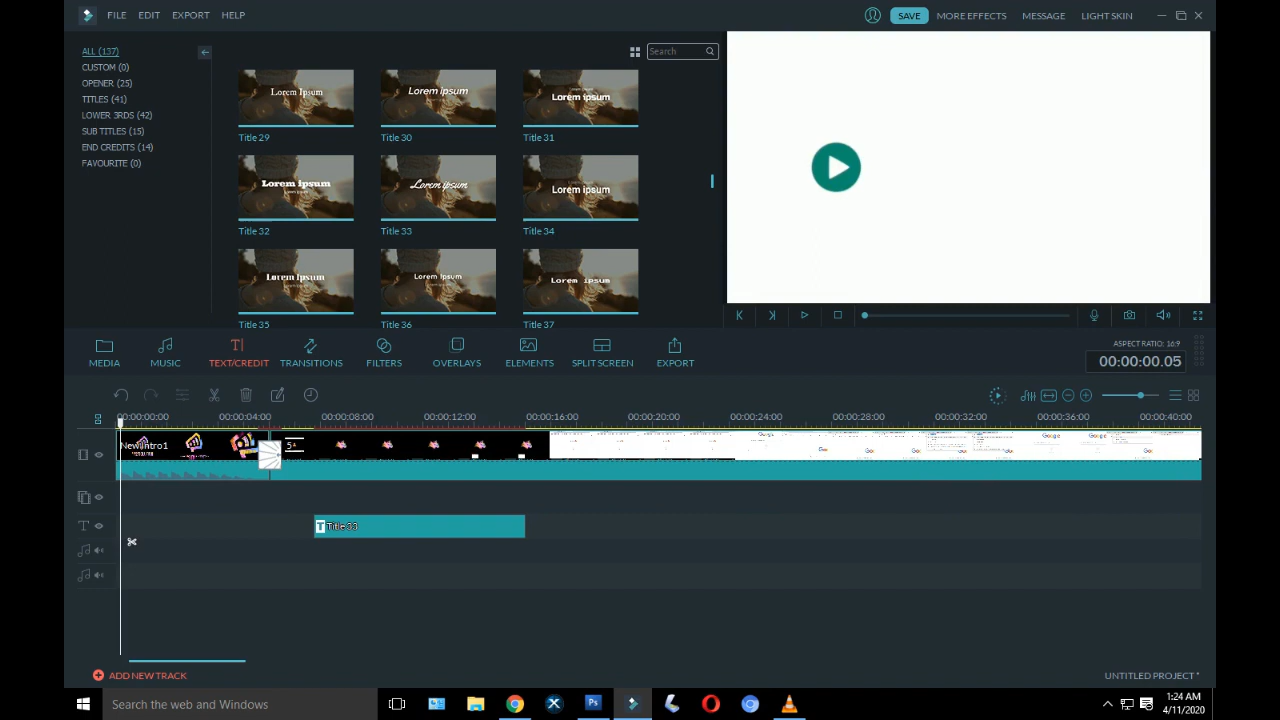 FILE EDIT EXPORT HELP
SAVE MORE EFFECTS MESSAGE LIGHT SKIN
ALL (137)
CUSTOM (0)
OPENER (25)
TITLES (41)
LOWER 3RDS (42)
SUB TITLES (15)
END CREDITS (14)
FAVOURITE (0)
Search
Lorem Ipsum Lorem ipsum Lorem ipsum
Title 29 Title 30 Title 31
Lorem ipsum Lorem ipsum Lorem ipsum
Title 32 Title 33 Title 34
Lorem ipsum Lorem ipsum Lorem ipsum
Title 35 Title 36 Title 37
MEDIA MUSIC TEXT/CREDIT TRANSITIONS FILTERS OVERLAYS ELEMENTS SPLIT SCREEN EXPORT
ASPECT RATIO: 16:9
00:00:00.05
00:00:00:00 00:00:04:00 00:00:08:00 00:00:12:00 00:00:16:00 00:00:20:00 00:00:24:00 00:00:28:00 00:00:32:00 00:00:36:00 00:00:40:00
New Intro1
T Title 33
ADD NEW TRACK
UNTITLED PROJECT *
Search the web and Windows
1:24 AM
4/11/2020